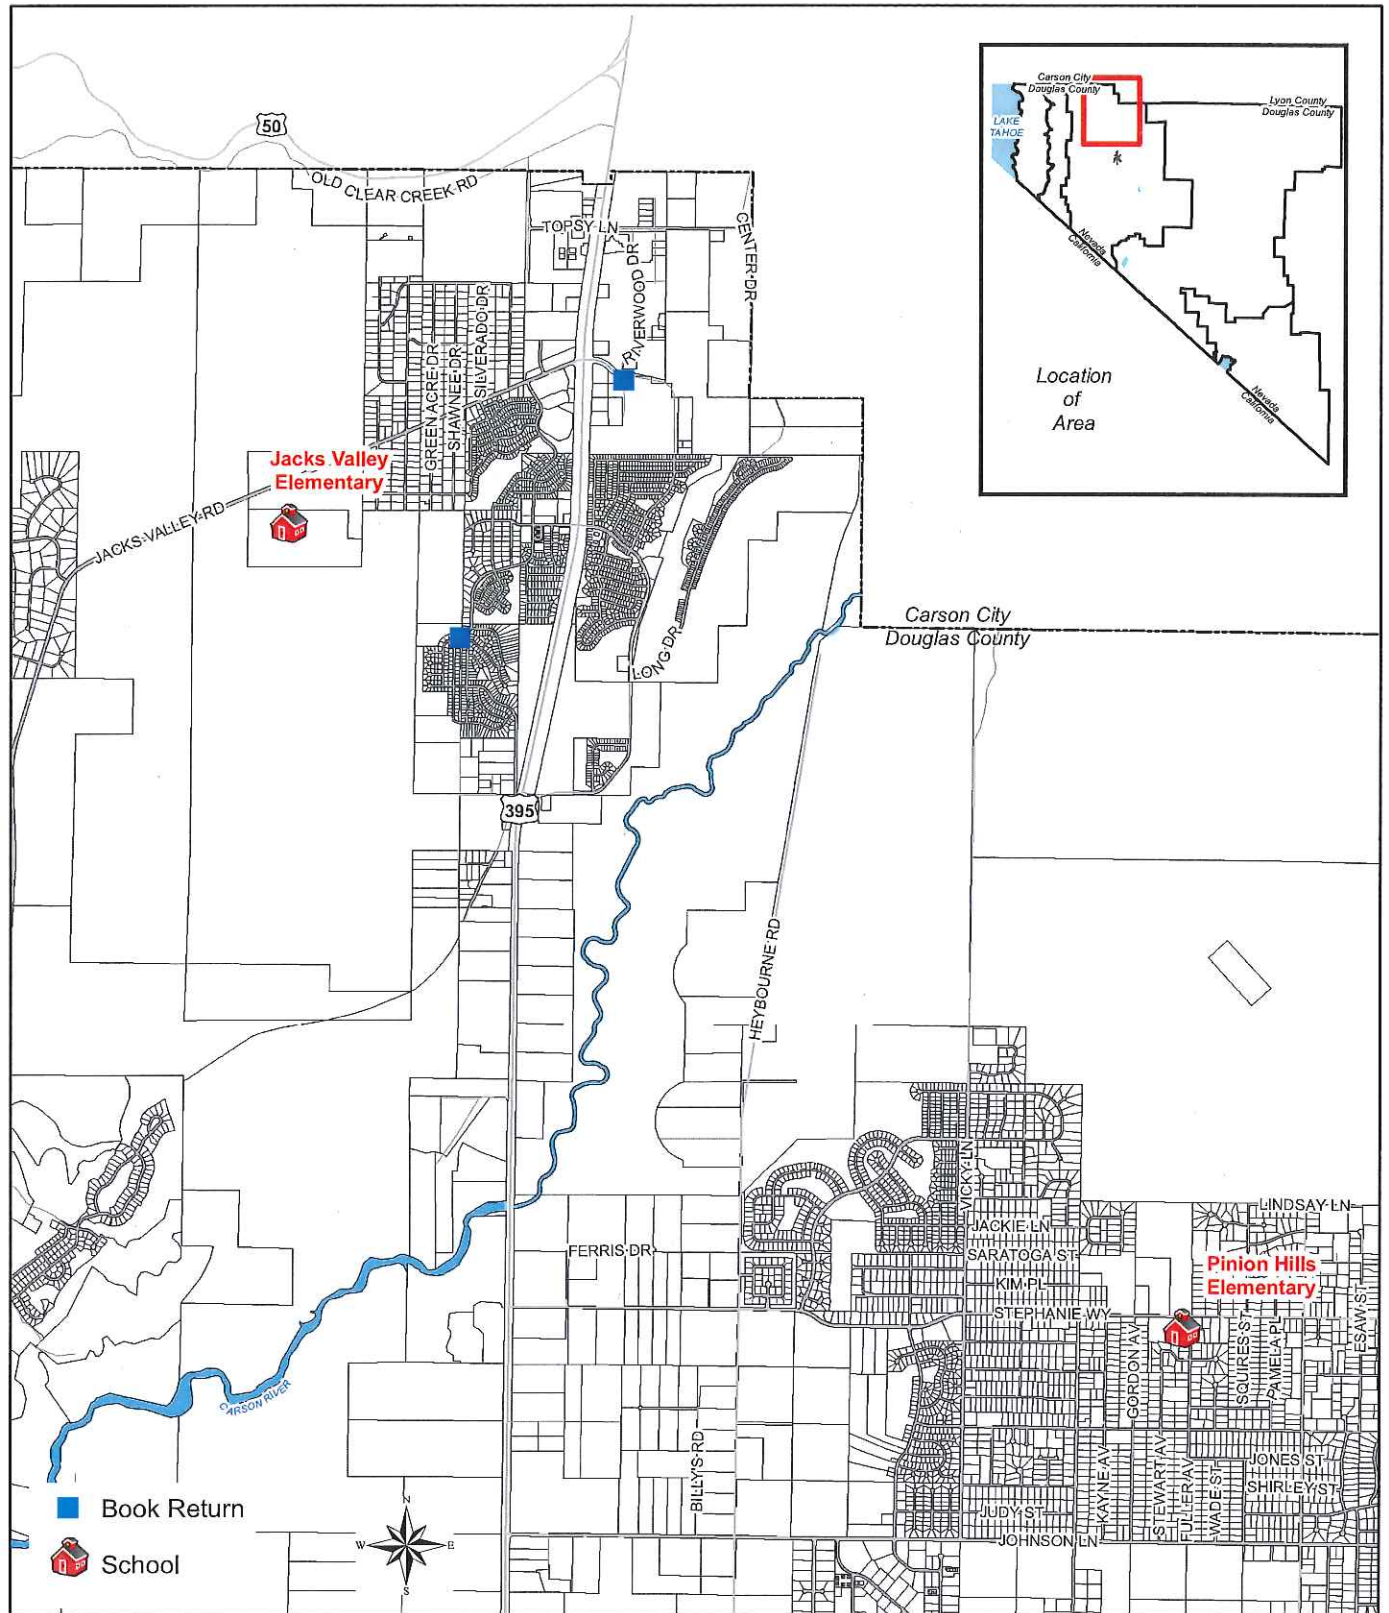 50
OLD CLEAR CREEK RD
TOPSY LN
CENTER DR
RIVERWOOD DR
GREEN ACRE DR
SHAWNEE DR
SILVERADO DR
Jacks Valley
Elementary
JACKS VALLEY RD
LONG DR
Carson City
Douglas County
395
HEYBOURNE RD
VICKY LN
LINDSAY LN
JACKIE LN
SARATOGA ST
FERRIS DR
KIM PL
Pinion Hills
Elementary
STEPHANIE WY
ESAW ST
GORDON AV
SQUIRES ST
PAMELA PL
CARSON RIVER
BILLY'S RD
KAYNE AV
STEWART AV
FULLER AV
WADE ST
JONES ST
SHIRLEY ST
JUDY ST
JOHNSON LN
Carson City
Douglas County
Lyon County
Douglas County
LAKE
TAHOE
Nevada
California
Nevada
California
Location
of
Area
Book Return
School
N
W
E
S